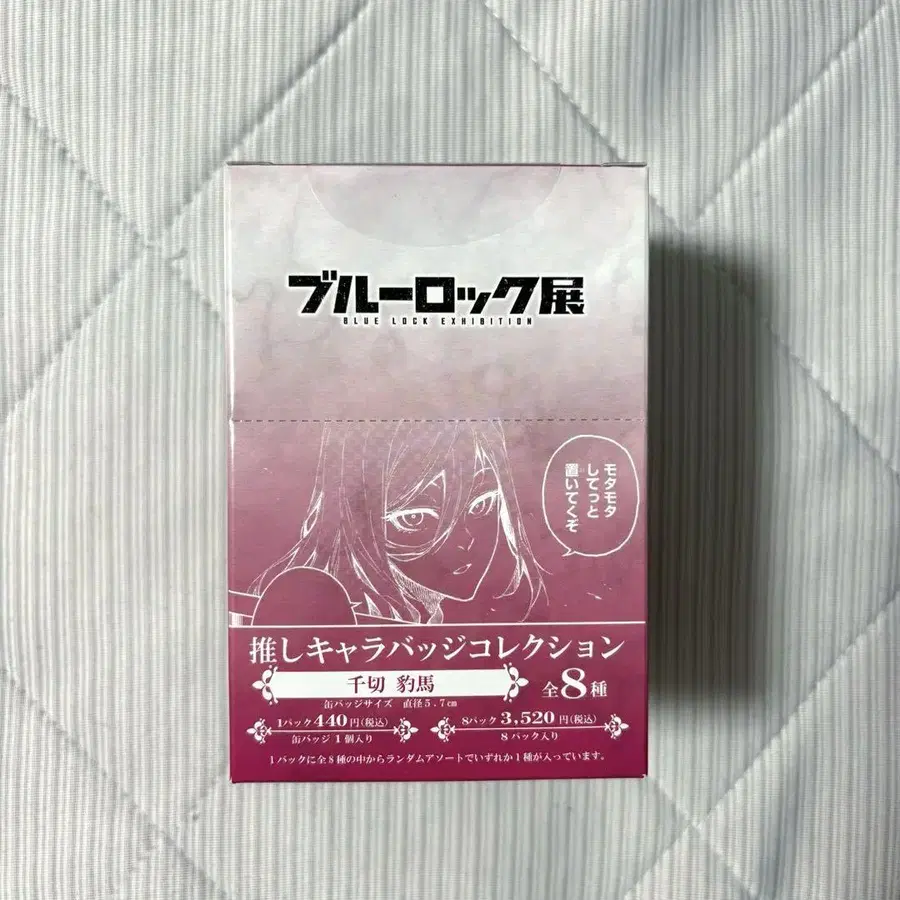 ブルーロック展
BLUE LOCK EXHIBITION
モタモタ
してっと
置いてくぞ
推しキャラバッジコレクション
千切 豹馬
全8種
缶バッジサイズ 直径5.7cm
1パック440円(税込)
缶バッジ 1個入り
8パック3,520円(税込)
8パック入り
1パックに全8種の中からランダムアソートでいずれか1種が入っています。